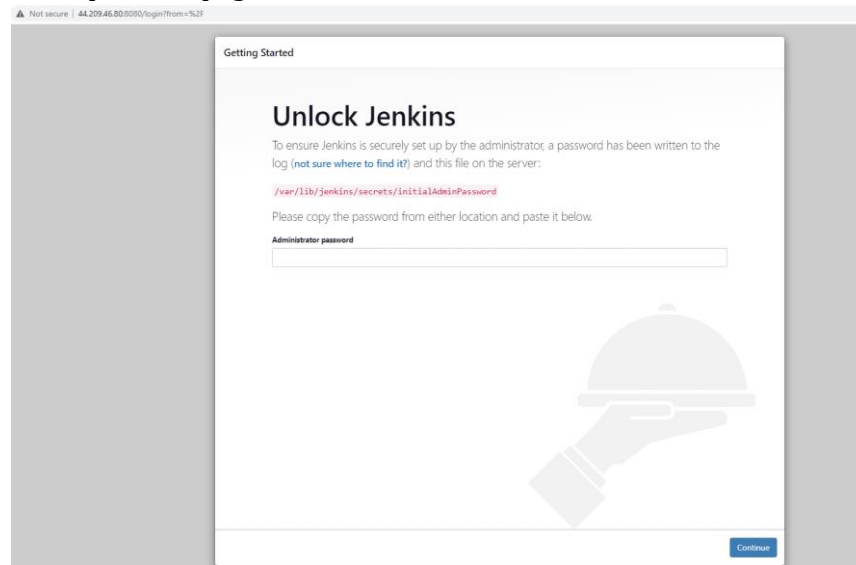 Not secure | 44.209.46.80:8080/login?from=%2F
Getting Started
Unlock Jenkins
To ensure Jenkins is securely set up by the administrator, a password has been written to the
log (not sure where to find it?) and this file on the server:
/var/lib/jenkins/secrets/initialAdminPassword
Please copy the password from either location and paste it below.
Administrator password
Continue